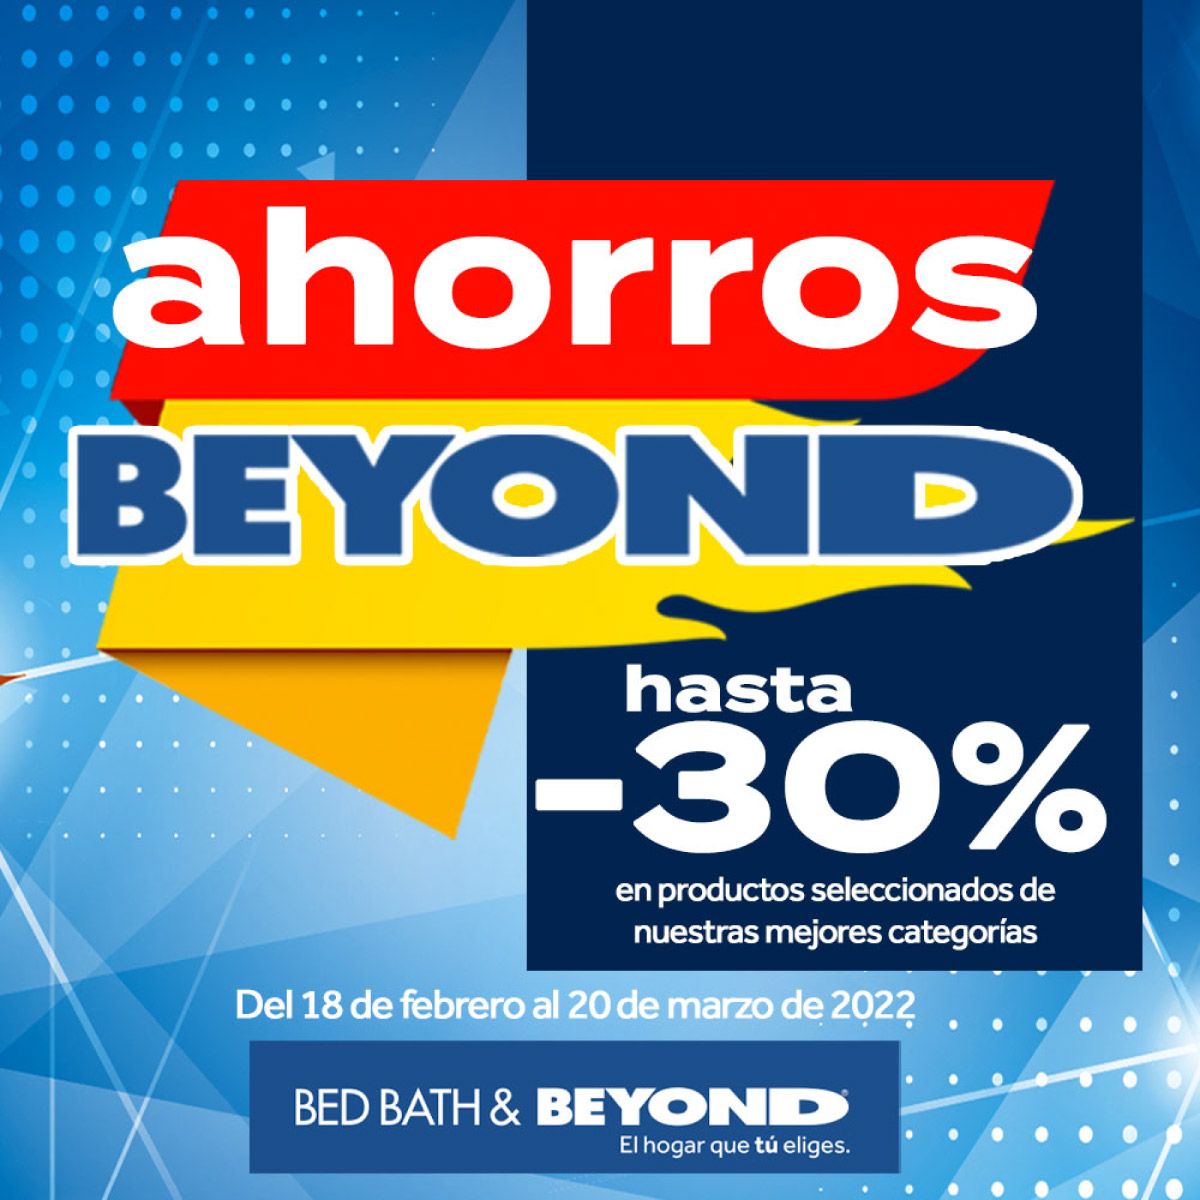 ahorros
BEYOND
hasta
-30%
en productos seleccionados de
nuestras mejores categorías
Del 18 de febrero al 20 de marzo de 2022
BED BATH & BEYOND®
El hogar que tú eliges.